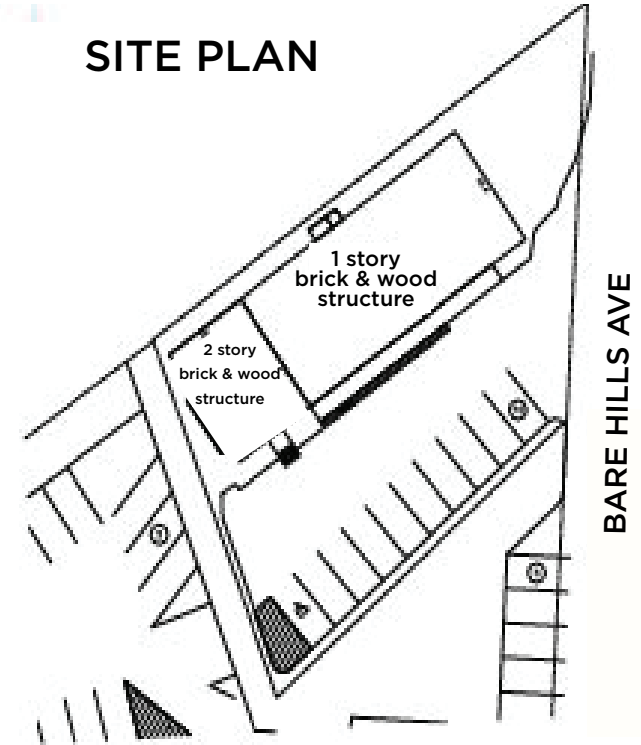 SITE PLAN
1 story
brick & wood
structure
2 story
brick & wood
structure
BARE HILLS AVE